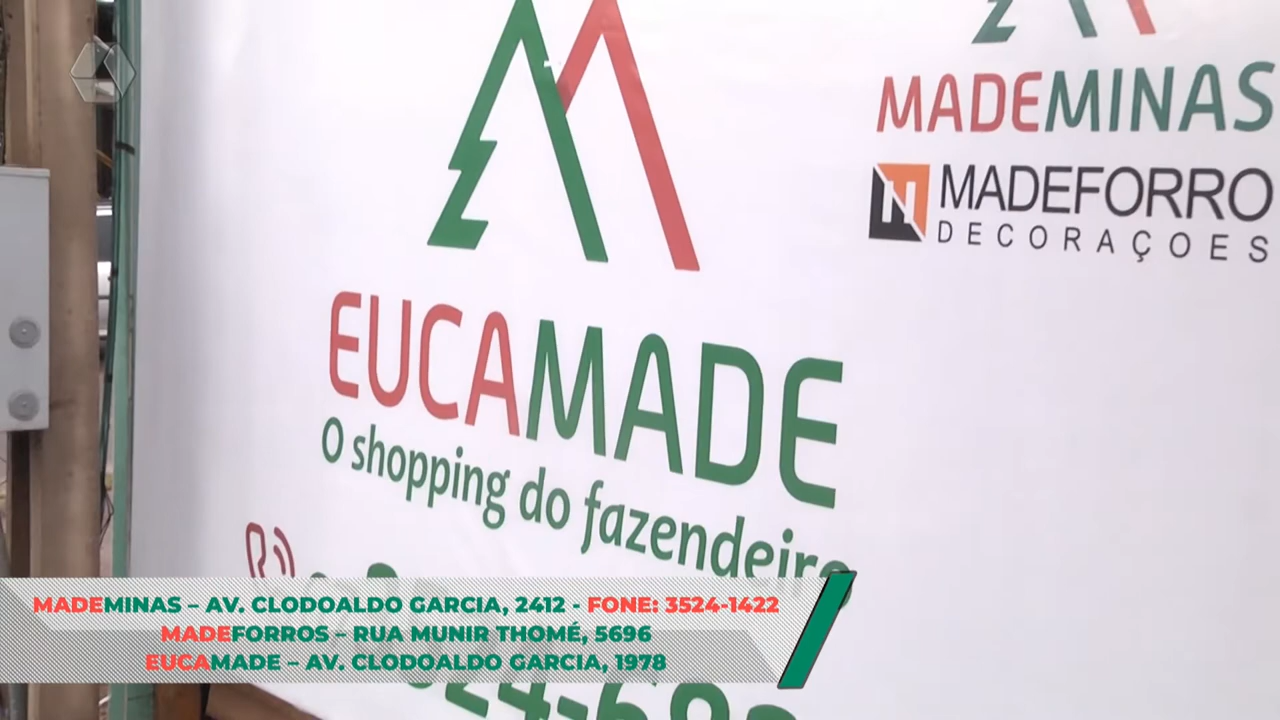 MADEMINAS
MADEFORRO
DECORAÇOES
EUCAMADE
O shopping do fazendeiro
MADEMINAS – AV. CLODOALDO GARCIA, 2412 - FONE: 3524-1422
MADEFORROS – RUA MUNIR THOMÉ, 5696
EUCAMADE – AV. CLODOALDO GARCIA, 1978